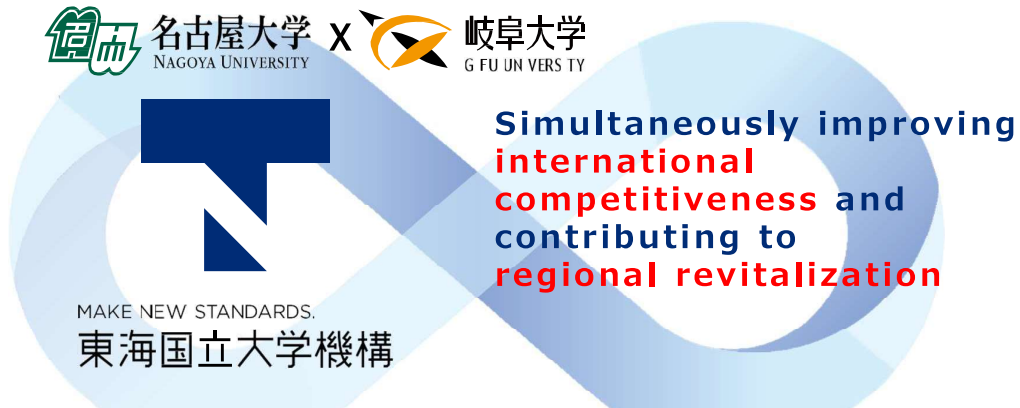 名古屋大学 X 岐阜大学
NAGOYA UNIVERSITY G FU UN VERS TY
Simultaneously improving
international
competitiveness and
contributing to
regional revitalization
MAKE NEW STANDARDS.
東海国立大学機構